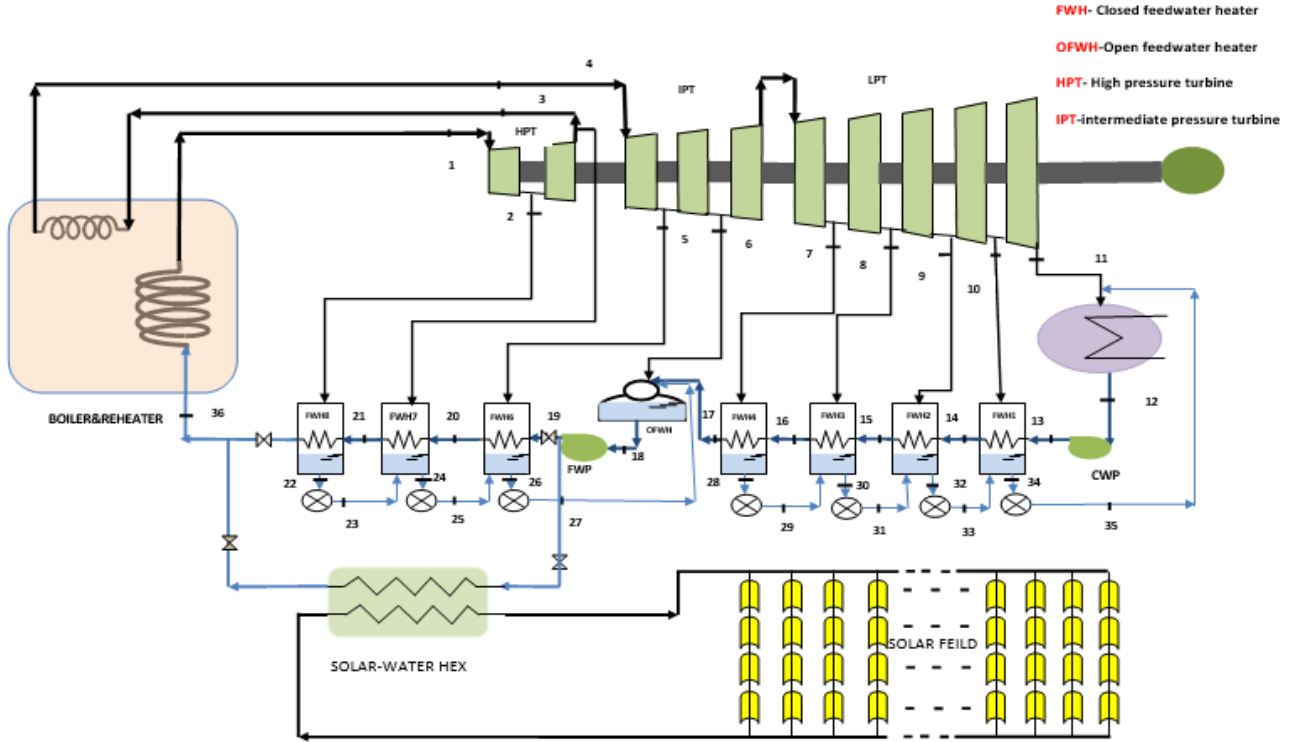 FWH- Closed feedwater heater
OFWH-Open feedwater heater
HPT- High pressure turbine
IPT-intermediate pressure turbine
4
IPT
LPT
3
HPT
1
2
5
6
7
8
9
10
11
BOILER&REHEATER
36
FWH8
21
FWH7
20
FWH6
19
OFWH
17
FWH4
16
FWH3
15
FWH2
14
FWH1
13
12
FWP
18
CWP
22
24
26
28
30
32
34
23
25
27
29
31
33
35
SOLAR-WATER HEX
SOLAR FEILD